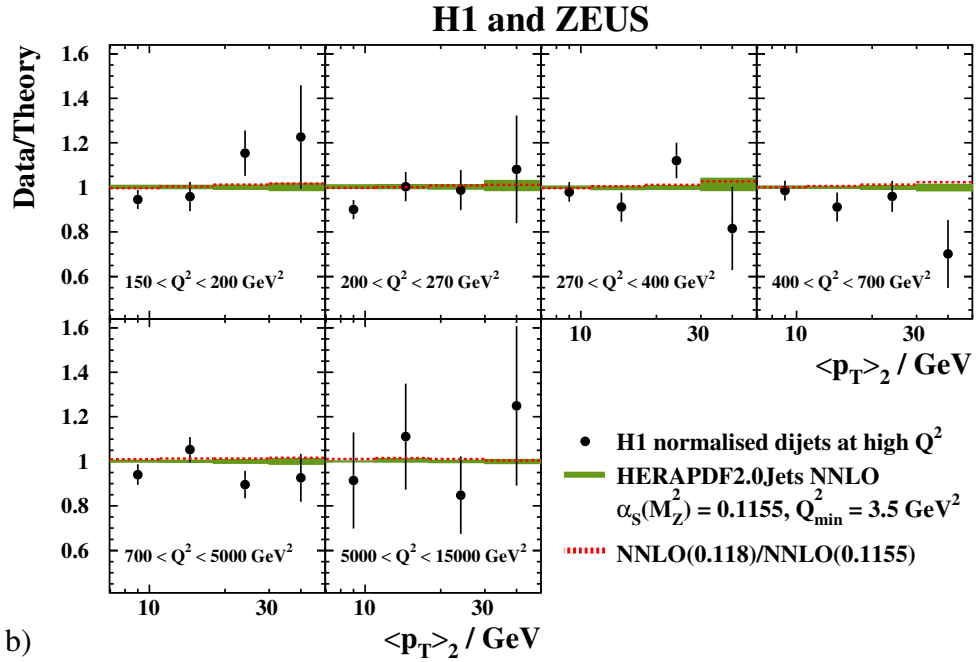 H1 and ZEUS
Data/Theory
1.6
1.4
1.2
1
0.8
0.6
150 < Q² < 200 GeV²
200 < Q² < 270 GeV²
270 < Q² < 400 GeV²
400 < Q² < 700 GeV²
10 30
10 30
<p_T>₂ / GeV
1.6
1.4
1.2
1
0.8
0.6
700 < Q² < 5000 GeV²
5000 < Q² < 15000 GeV²
10 30
10 30
<p_T>₂ / GeV
H1 normalised dijets at high Q²
HERAPDF2.0Jets NNLO
α_S(M_Z²) = 0.1155, Q²_min = 3.5 GeV²
NNLO(0.118)/NNLO(0.1155)
b)